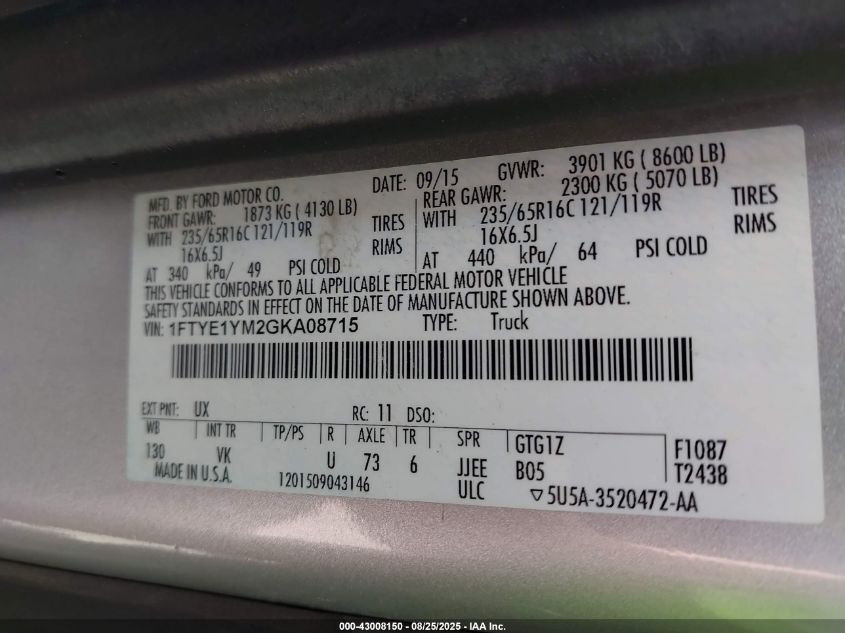 MFD. BY FORD MOTOR CO. DATE: 09/15 GVWR: 3901 KG ( 8600 LB)
FRONT GAWR: 1873 KG ( 4130 LB) REAR GAWR: 2300 KG ( 5070 LB)
WITH 235/65R16C 121/119R TIRES WITH 235/65R16C 121/119R TIRES
16X6.5J RIMS 16X6.5J RIMS
AT 340 kPa/ 49 PSI COLD AT 440 kPa/ 64 PSI COLD
THIS VEHICLE CONFORMS TO ALL APPLICABLE FEDERAL MOTOR VEHICLE
SAFETY STANDARDS IN EFFECT ON THE DATE OF MANUFACTURE SHOWN ABOVE.
VIN: 1FTYE1YM2GKA08715 TYPE: Truck
EXT PNT: UX RC: 11 DSO:
WB INT TR TP/PS R AXLE TR SPR GTG1Z F1087
130 VK U 73 6 JJEE B05 T2438
MADE IN U.S.A. 1201509043146 ULC ▽5U5A-3520472-AA
000-43008150 - 08/25/2025 - IAA Inc.